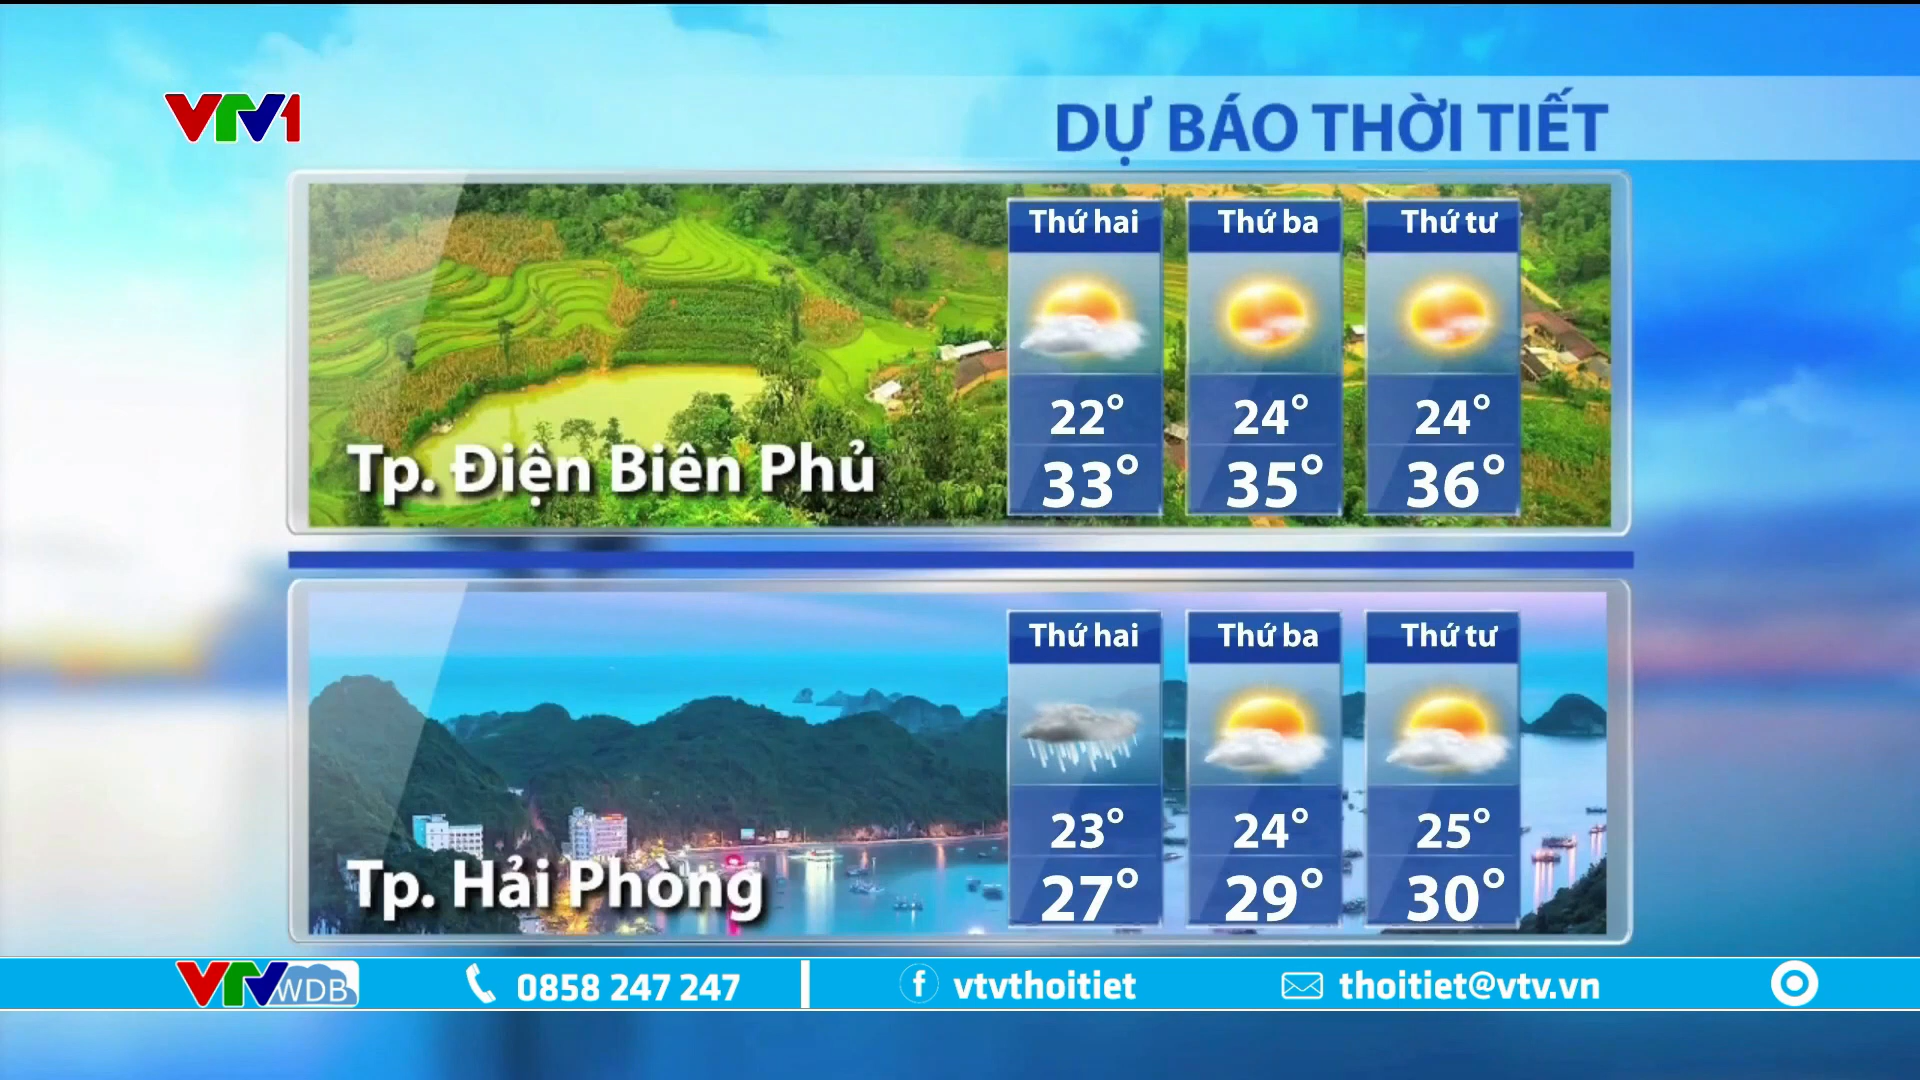 VTV1
DỰ BÁO THỜI TIẾT
Thứ hai Thứ ba Thứ tư
22° 24° 24°
33° 35° 36°
Tp. Điện Biên Phủ
Thứ hai Thứ ba Thứ tư
23° 24° 25°
27° 29° 30°
Tp. Hải Phòng
VTV WDB 0858 247 247 vtvthoitiet thoitiet@vtv.vn